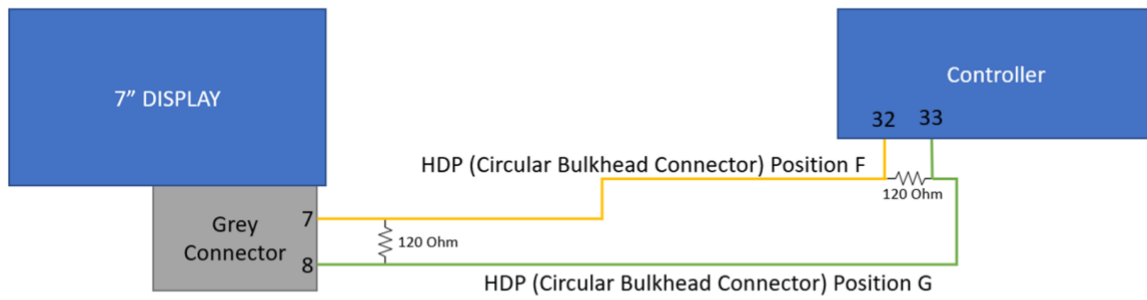 7” DISPLAY
Controller
32 33
HDP (Circular Bulkhead Connector) Position F
120 Ohm
Grey
Connector
7
120 Ohm
8
HDP (Circular Bulkhead Connector) Position G